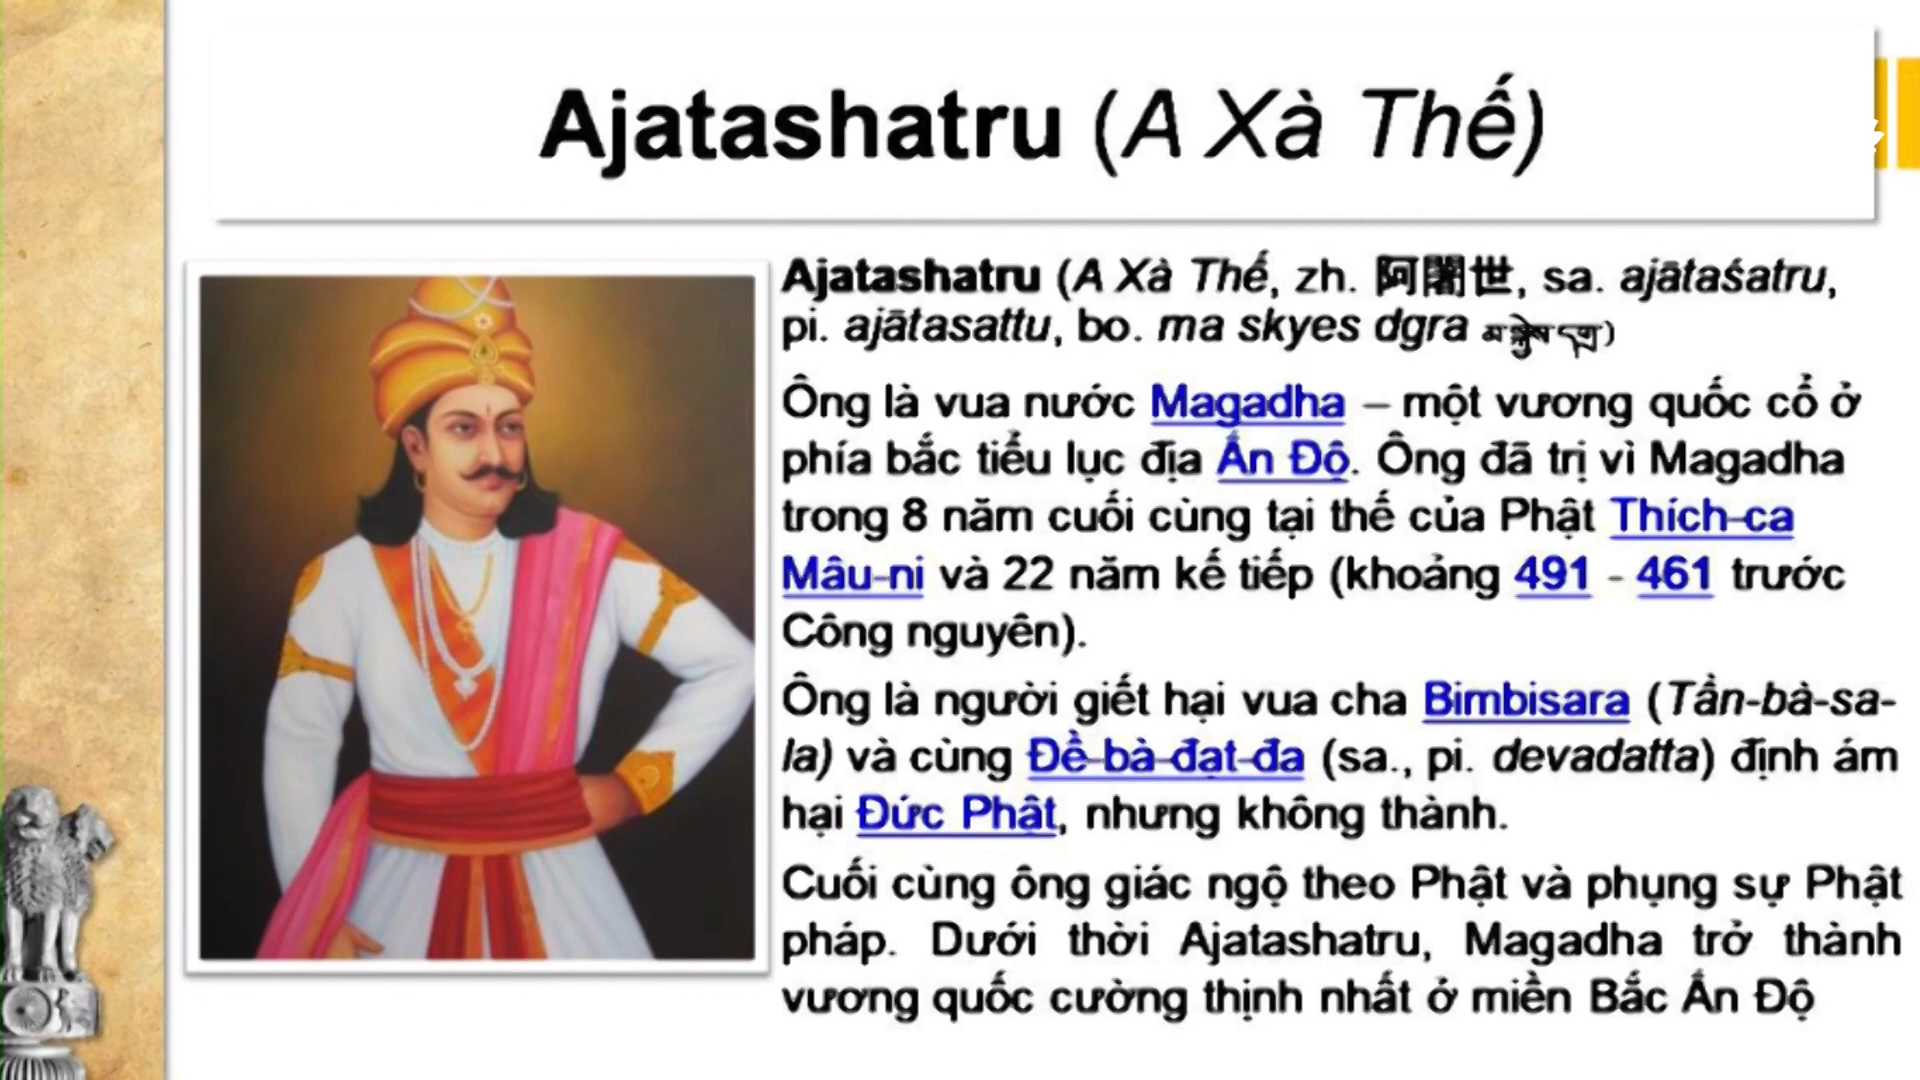 Ajatashatru (A Xà Thế)
Ajatashatru (A Xà Thế, zh. 阿闍世, sa. ajātaśatru,
pi. ajātasattu, bo. ma skyes dgra མ་སྐྱེས་དགྲ་)
Ông là vua nước Magadha – một vương quốc cổ ở
phía bắc tiểu lục địa Ấn Độ. Ông đã trị vì Magadha
trong 8 năm cuối cùng tại thế của Phật Thích-ca
Mâu-ni và 22 năm kế tiếp (khoảng 491 - 461 trước
Công nguyên).
Ông là người giết hại vua cha Bimbisara (Tần-bà-sa-
la) và cùng Đề-bà-đạt-đa (sa., pi. devadatta) định ám
hại Đức Phật, nhưng không thành.
Cuối cùng ông giác ngộ theo Phật và phụng sự Phật
pháp. Dưới thời Ajatashatru, Magadha trở thành
vương quốc cường thịnh nhất ở miền Bắc Ấn Độ